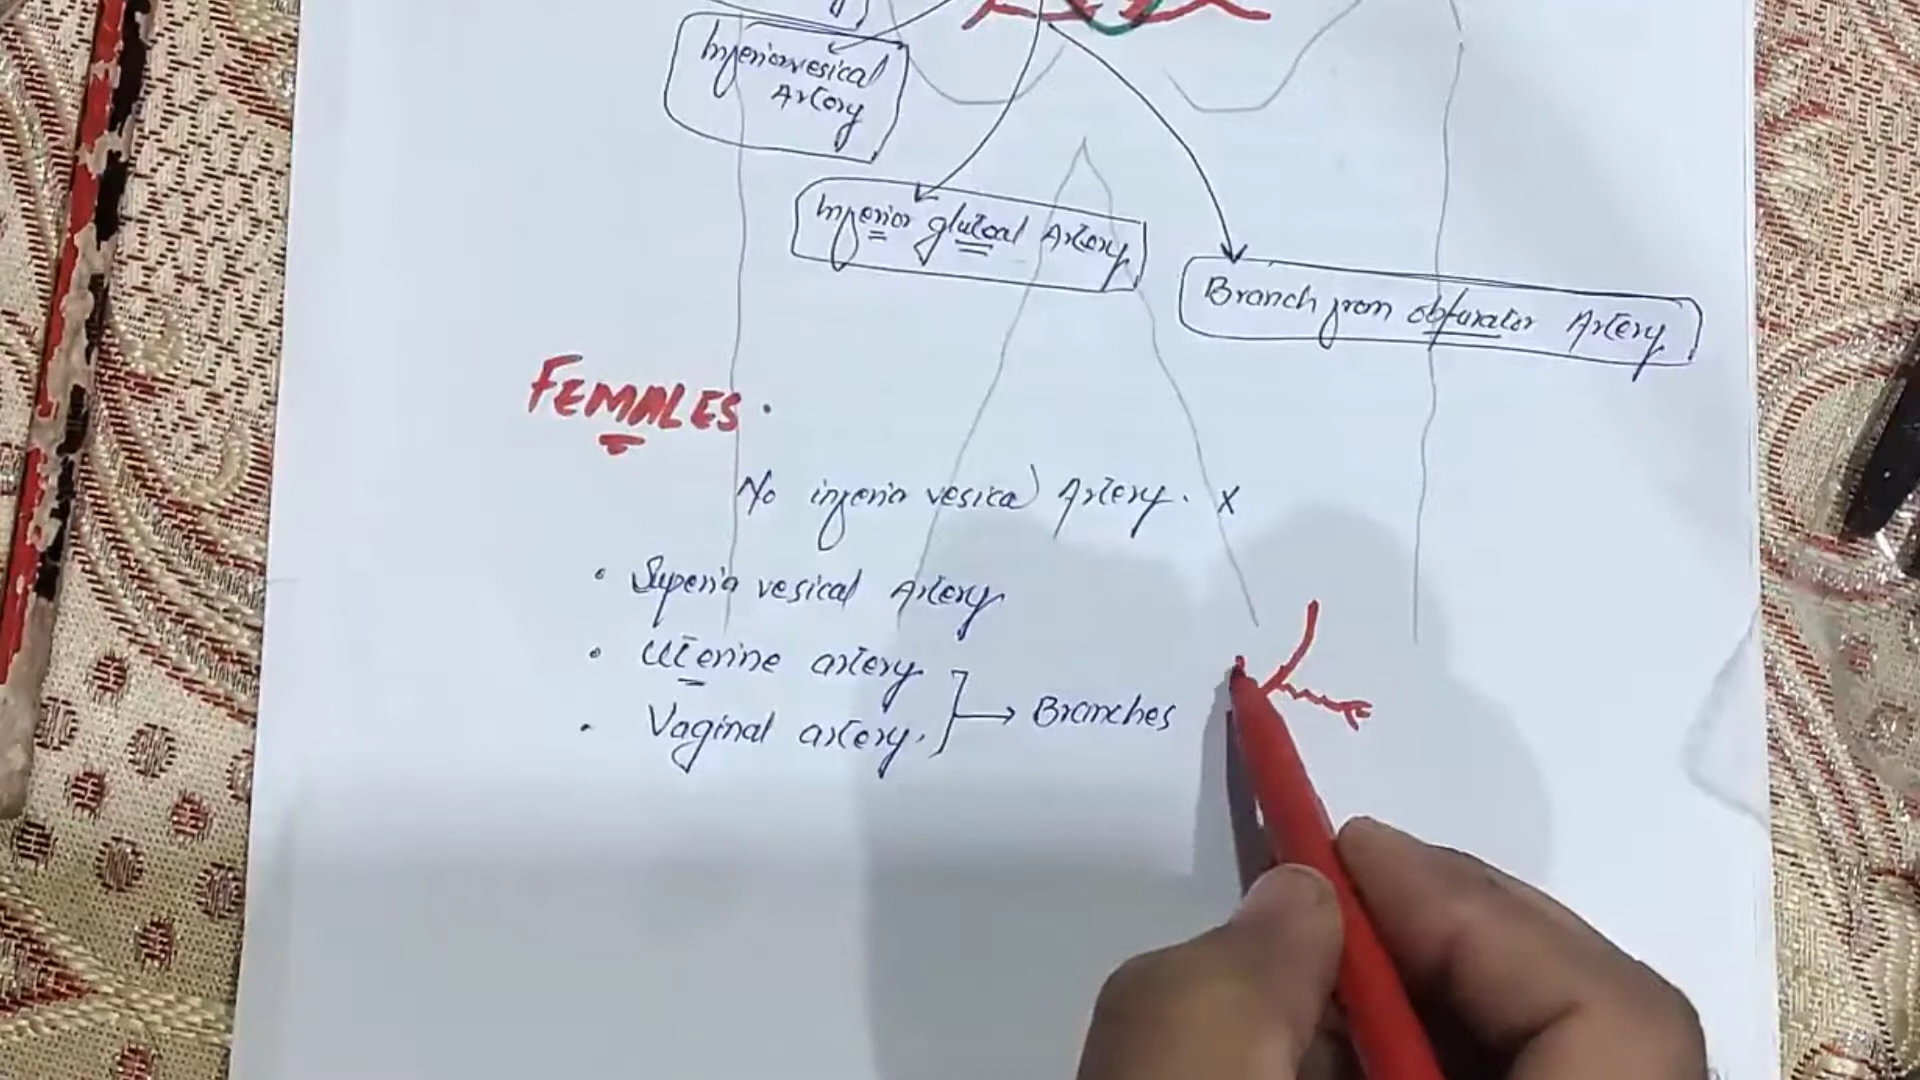 Inferior vesical
Artery
Inferior gluteal Artery
Branch from obturator Artery
FEMALES.
No inferior vesical Artery. X
• Superior vesical Artery
• Uterine artery
• Vaginal artery.
→ Branches